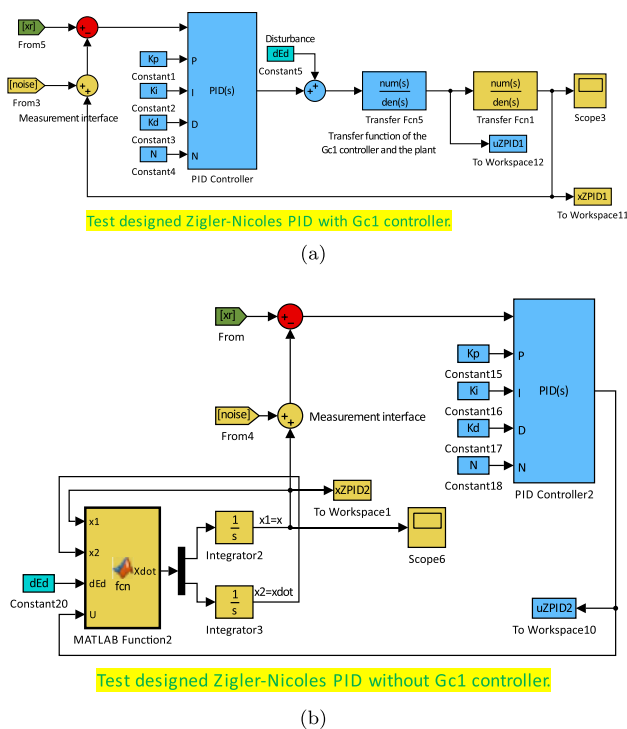 [xr]
From5
[noise]
From3
Measurement interface
Kp
Constant1
Ki
Constant2
Kd
Constant3
N
Constant4
P
I
D
N
PID(s)
PID Controller
Disturbance
dEd
Constant5
num(s)
den(s)
Transfer Fcn5
Transfer function of the
Gc1 controller and the plant
num(s)
den(s)
Transfer Fcn1
Scope3
uZPID1
To Workspace12
xZPID1
To Workspace11
Test designed Zigler-Nicoles PID with Gc1 controller.
(a)
[xr]
From
[noise]
From4
Measurement interface
Kp
Constant15
Ki
Constant16
Kd
Constant17
N
Constant18
P
I
D
N
PID(s)
PID Controller2
xZPID2
To Workspace1
x1
x2
dEd
U
fcn
Xdot
MATLAB Function2
dEd
Constant20
1
s
x1=x
Integrator2
1
s
x2=xdot
Integrator3
Scope6
uZPID2
To Workspace10
Test designed Zigler-Nicoles PID without Gc1 controller.
(b)